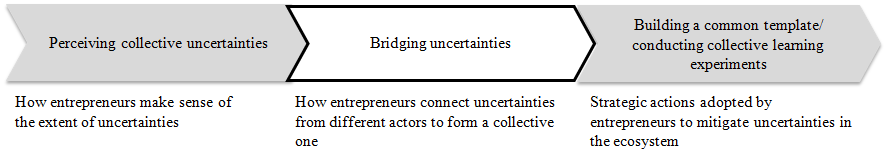 Perceiving collective uncertainties
Bridging uncertainties
Building a common template/
conducting collective learning
experiments
How entrepreneurs make sense of
the extent of uncertainties
How entrepreneurs connect uncertainties
from different actors to form a collective
one
Strategic actions adopted by
entrepreneurs to mitigate uncertainties in
the ecosystem